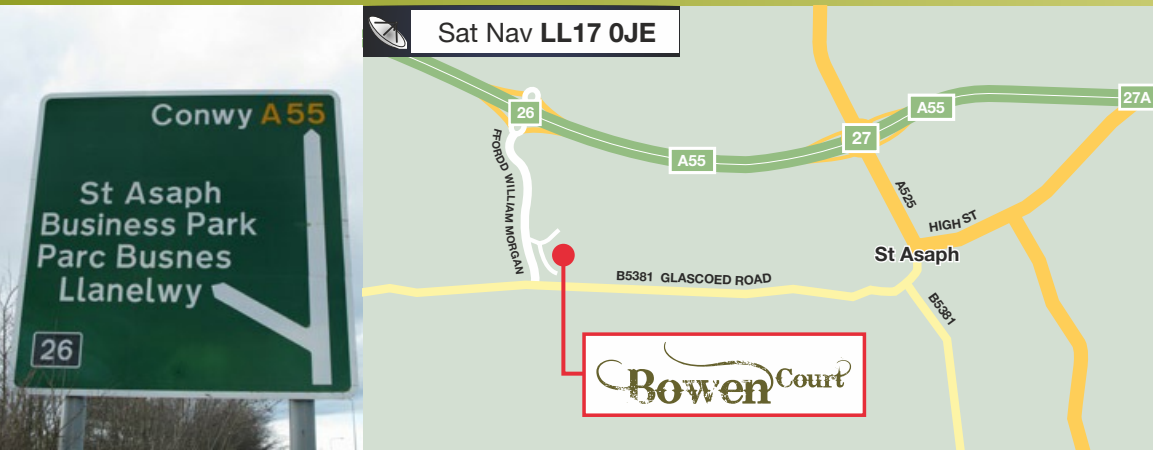 Conwy A55
St Asaph
Business Park
Parc Busnes
Llanelwy
26
Sat Nav LL17 0JE
26
A55
27
A55
27A
FFORDD WILLIAM MORGAN
A525
HIGH ST
St Asaph
B5381 GLASCOED ROAD
B5381
Bowen Court